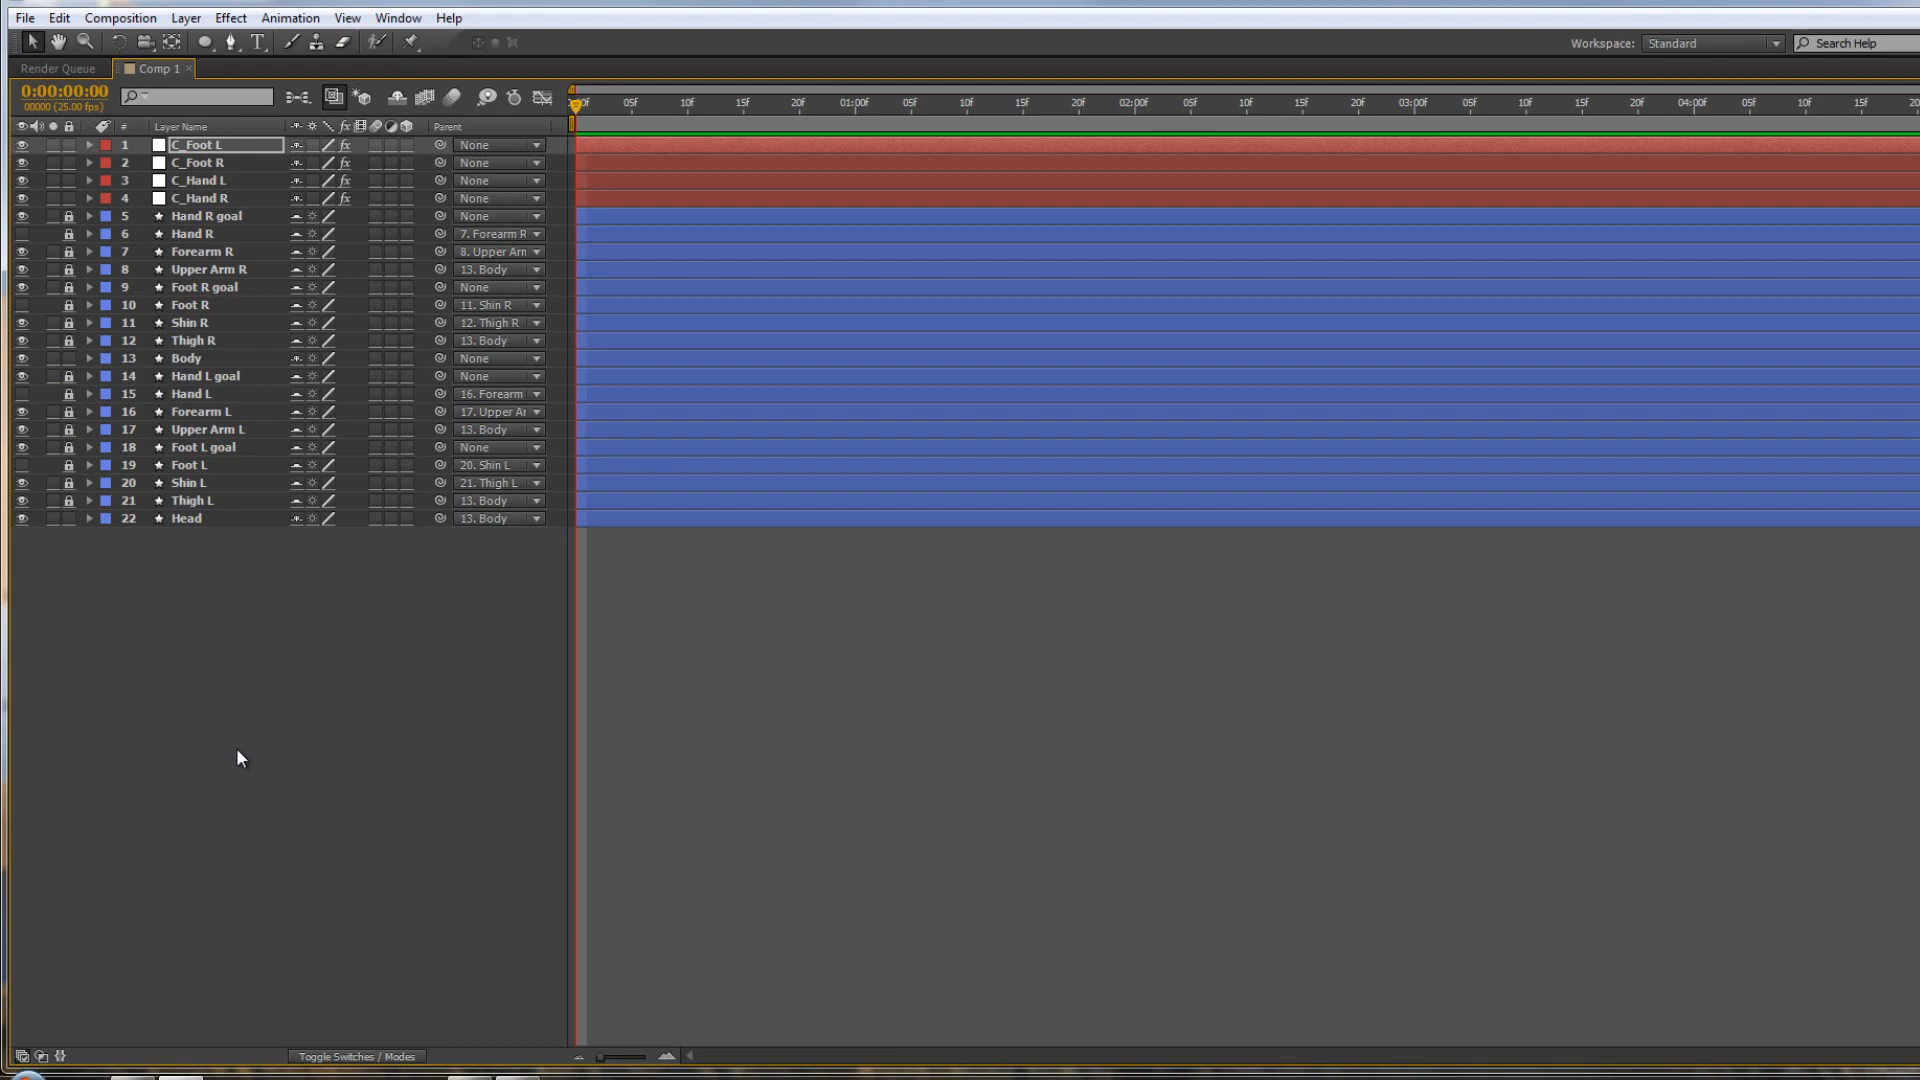 File Edit Composition Layer Effect Animation View Window Help
Workspace: Standard Search Help
Render Queue Comp 1
0:00:00:00
00000 (25.00 fps)
05f 10f 15f 20f 01:00f 05f 10f 15f 20f 02:00f 05f 10f 15f 20f 03:00f 05f 10f 15f 20f 04:00f 05f 10f 15f
# Layer Name fx Parent
1 C_Foot L fx None
2 C_Foot R fx None
3 C_Hand L fx None
4 C_Hand R fx None
5 Hand R goal None
6 Hand R 7. Forearm R
7 Forearm R 8. Upper Arm
8 Upper Arm R 13. Body
9 Foot R goal None
10 Foot R 11. Shin R
11 Shin R 12. Thigh R
12 Thigh R 13. Body
13 Body None
14 Hand L goal None
15 Hand L 16. Forearm
16 Forearm L 17. Upper Ar
17 Upper Arm L 13. Body
18 Foot L goal None
19 Foot L 20. Shin L
20 Shin L 21. Thigh L
21 Thigh L 13. Body
22 Head 13. Body
Toggle Switches / Modes